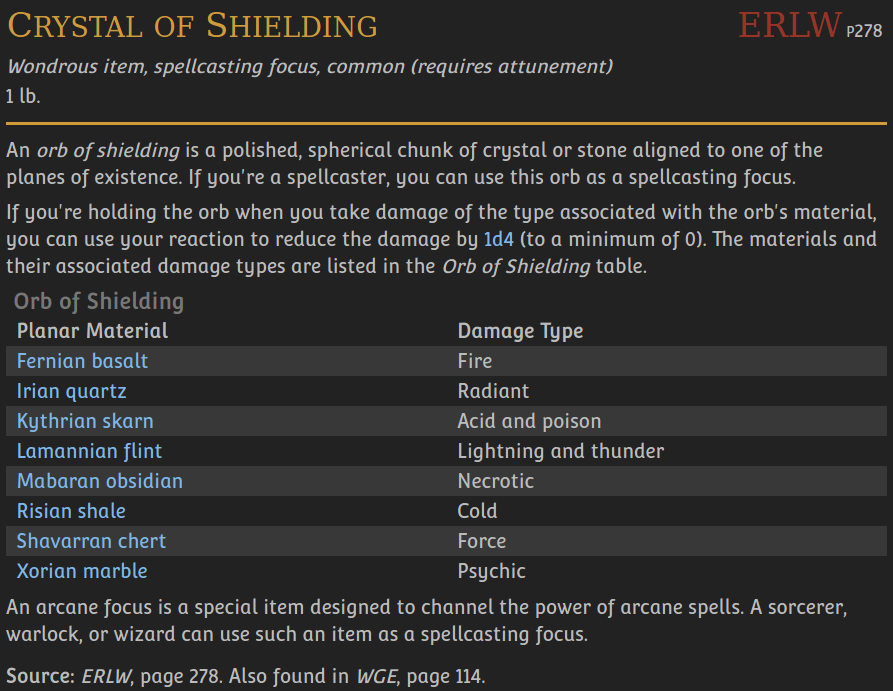 Crystal of Shielding ERLW P278
Wondrous item, spellcasting focus, common (requires attunement)
1 lb.
An orb of shielding is a polished, spherical chunk of crystal or stone aligned to one of the
planes of existence. If you're a spellcaster, you can use this orb as a spellcasting focus.
If you're holding the orb when you take damage of the type associated with the orb's material,
you can use your reaction to reduce the damage by 1d4 (to a minimum of 0). The materials and
their associated damage types are listed in the Orb of Shielding table.
Orb of Shielding
Planar Material Damage Type
Fernian basalt Fire
Irian quartz Radiant
Kythrian skarn Acid and poison
Lamannian flint Lightning and thunder
Mabaran obsidian Necrotic
Risian shale Cold
Shavarran chert Force
Xorian marble Psychic
An arcane focus is a special item designed to channel the power of arcane spells. A sorcerer,
warlock, or wizard can use such an item as a spellcasting focus.
Source: ERLW, page 278. Also found in WGE, page 114.